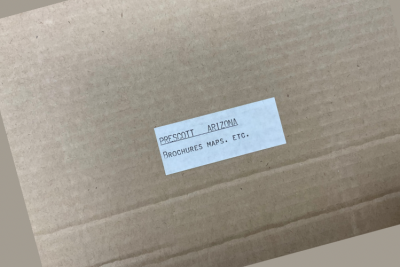 PRESCOTT ARIZONA
BROCHURES MAPS. ETC.